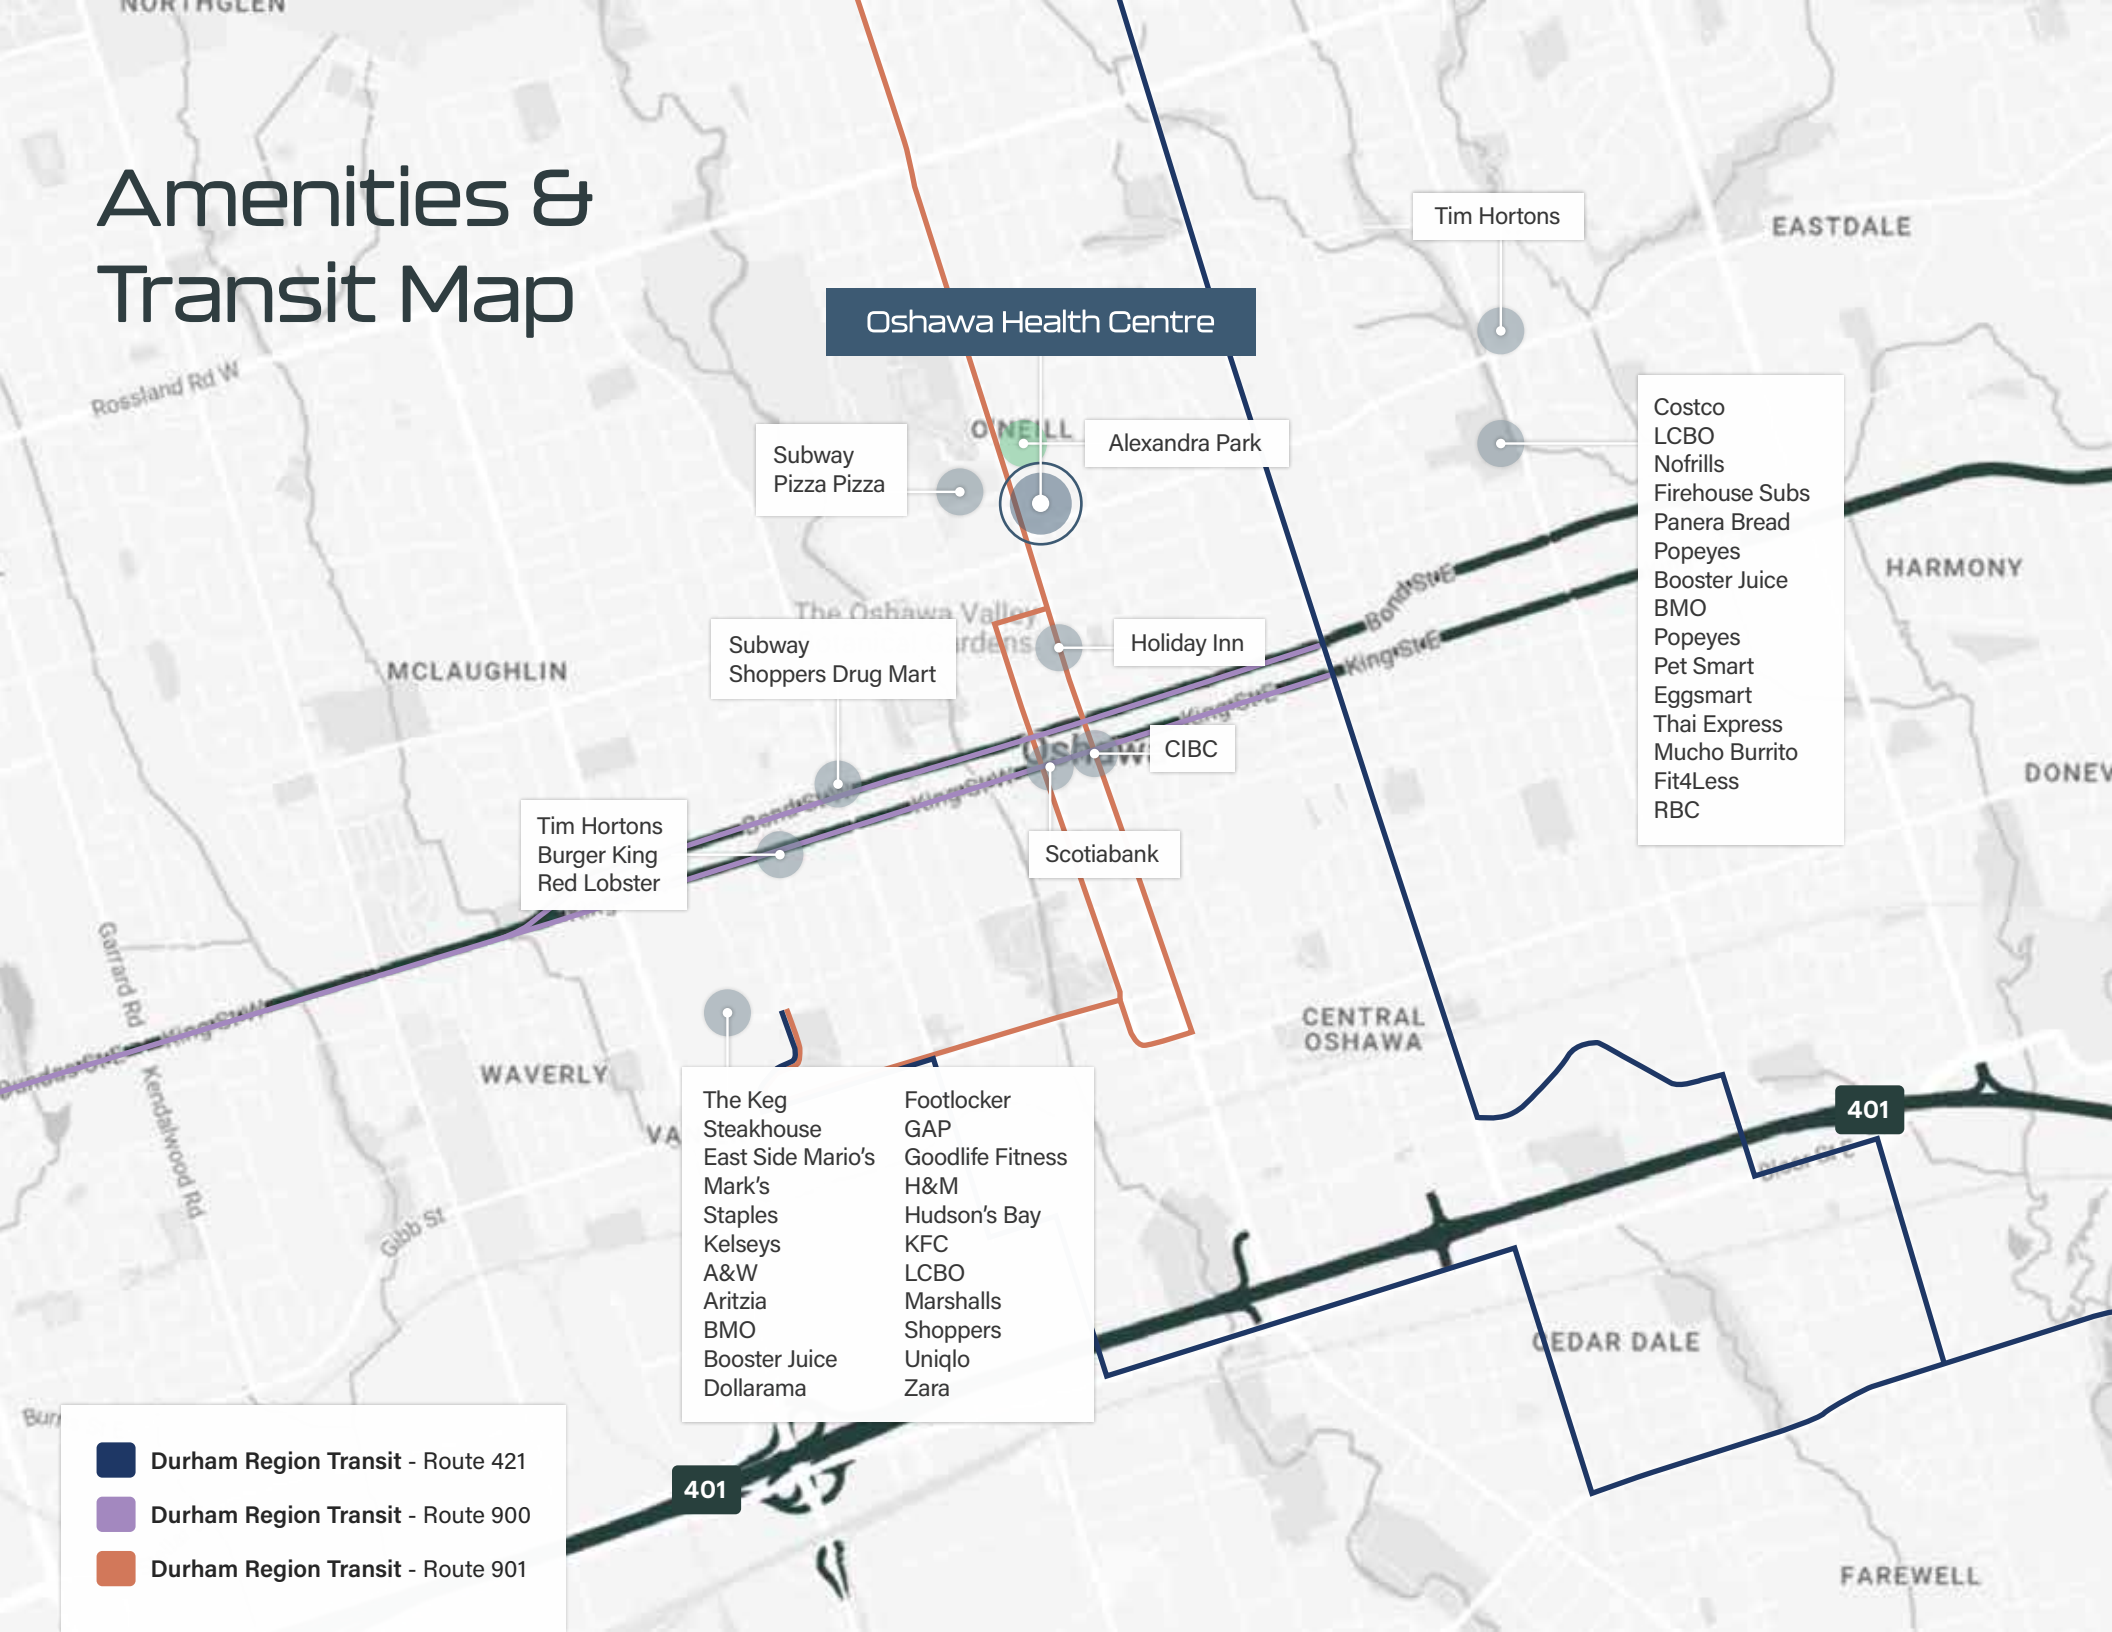 NORTHGLEN
Amenities &
Transit Map
Rossland Rd W
Tim Hortons
EASTDALE
Oshawa Health Centre
O'NEILL
Alexandra Park
Subway
Pizza Pizza
Costco
LCBO
Nofrills
Firehouse Subs
Panera Bread
Popeyes
Booster Juice
BMO
Popeyes
Pet Smart
Eggsmart
Thai Express
Mucho Burrito
Fit4Less
RBC
HARMONY
Bond St E
King St E
The Oshawa Valley
Holiday Inn
Subway
Shoppers Drug Mart
MCLAUGHLIN
King St E
Oshawa
CIBC
King St W
Scotiabank
Tim Hortons
Burger King
Red Lobster
Garrard Rd
King St W
Dundas St E
Kendalwood Rd
WAVERLY
CENTRAL
OSHAWA
401
Bloor St E
Gibb St
The Keg
Steakhouse
East Side Mario's
Mark's
Staples
Kelseys
A&W
Aritzia
BMO
Booster Juice
Dollarama
Footlocker
GAP
Goodlife Fitness
H&M
Hudson's Bay
KFC
LCBO
Marshalls
Shoppers
Uniqlo
Zara
CEDAR DALE
401
FAREWELL
Durham Region Transit - Route 421
Durham Region Transit - Route 900
Durham Region Transit - Route 901